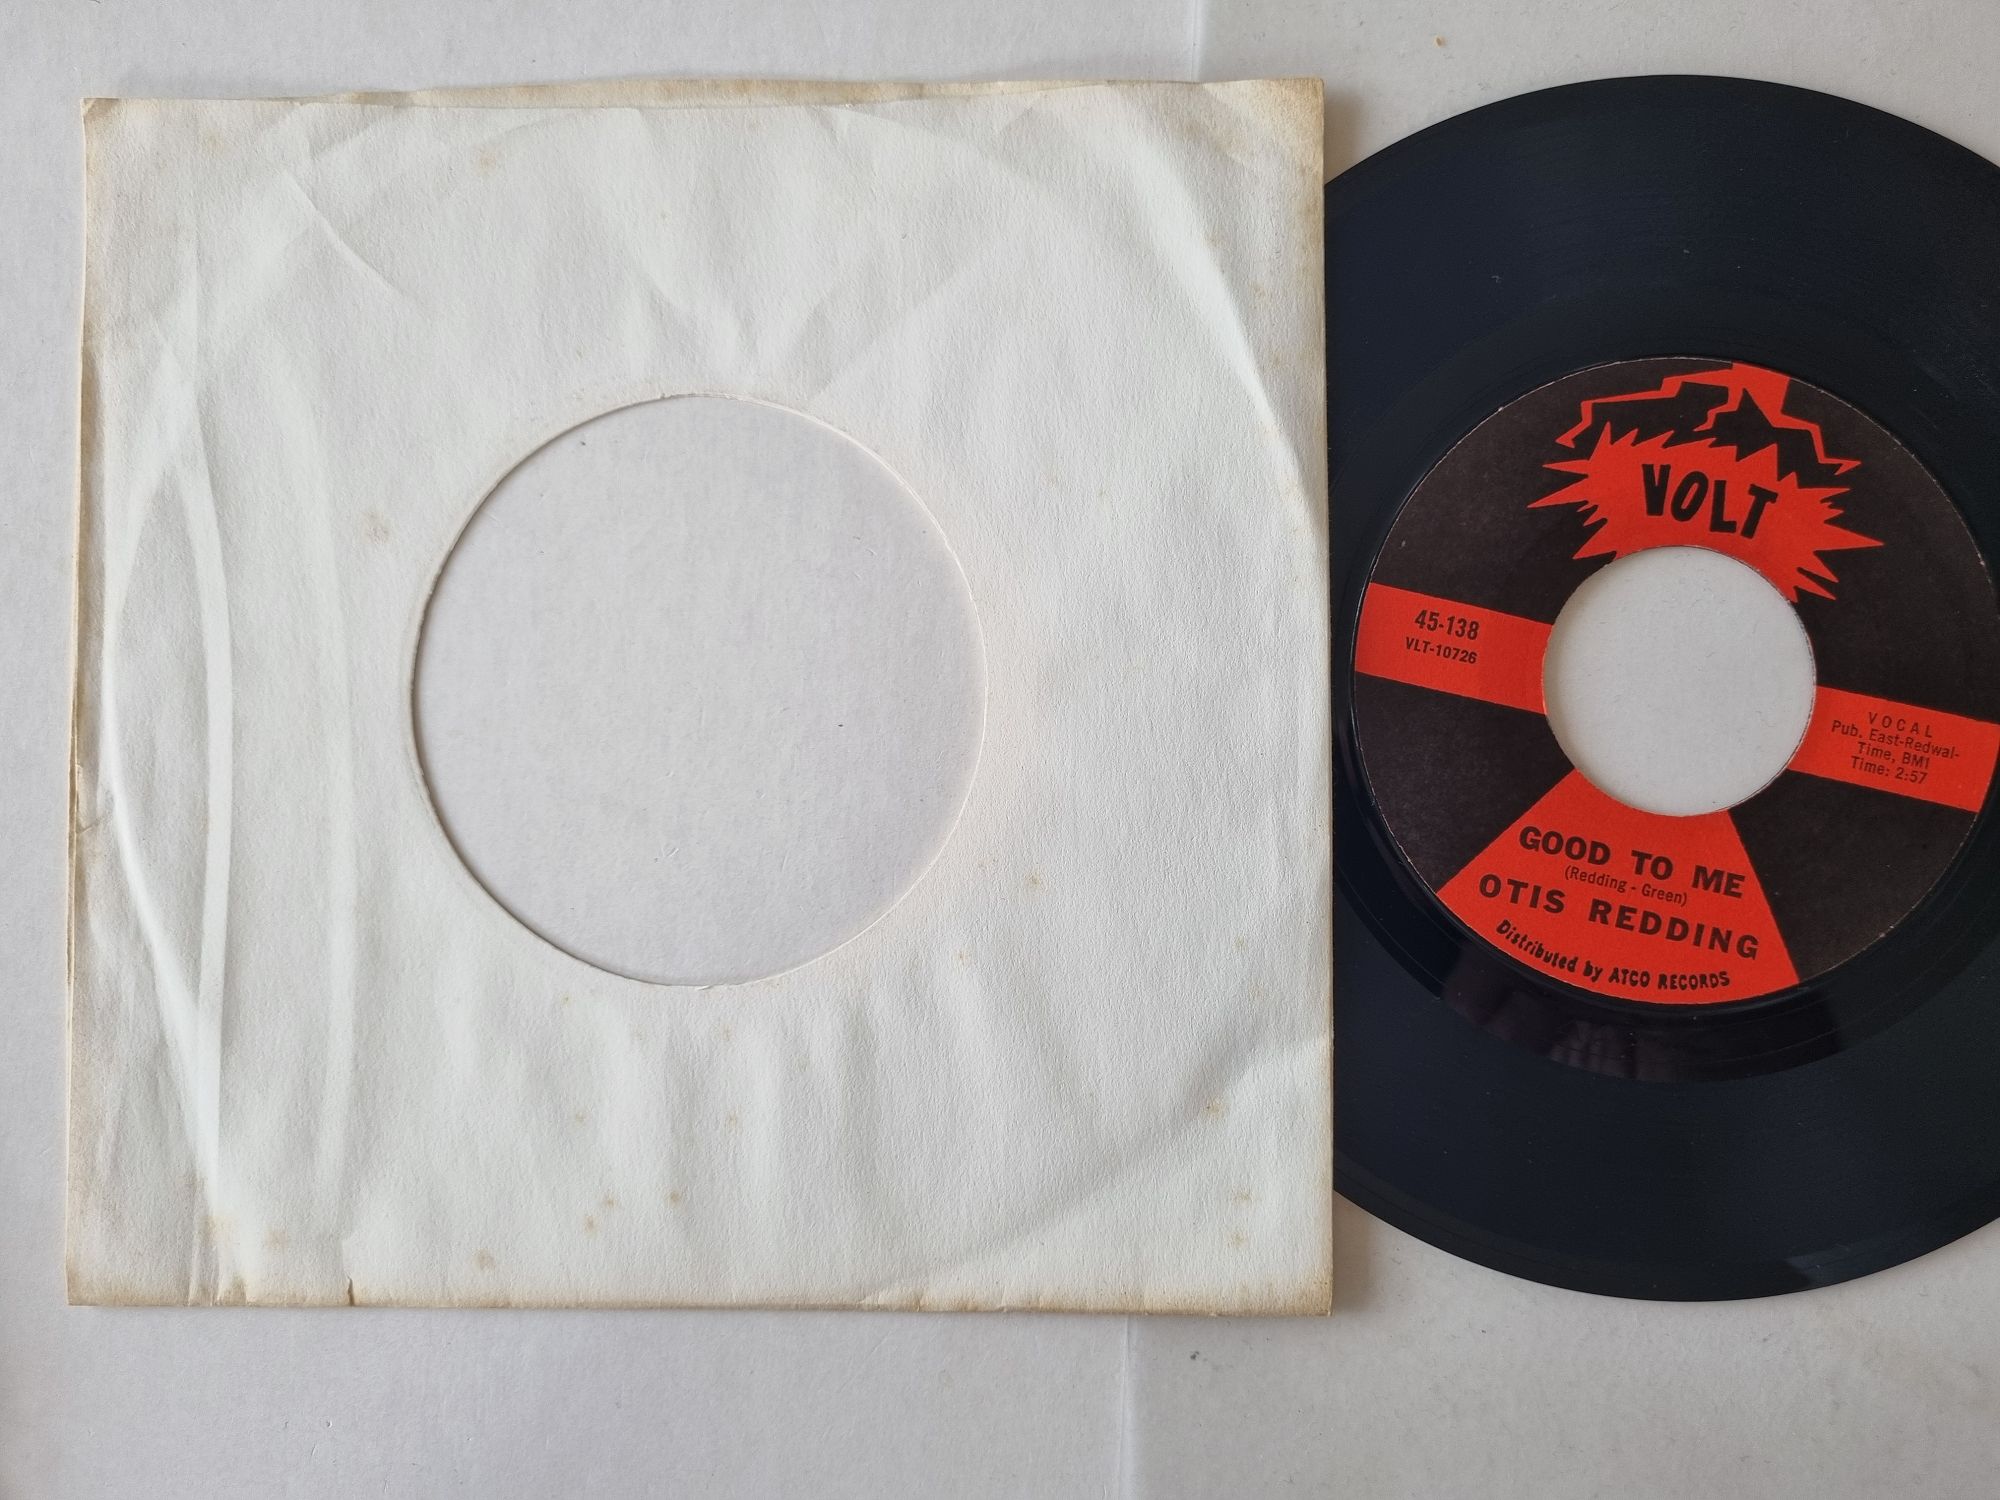 VOLT
45-138
VLT-10726
VOCAL
Pub. East-Redwal-
Time, BMI
Time: 2:57
GOOD TO ME
(Redding - Green)
OTIS REDDING
Distributed by ATCO RECORDS